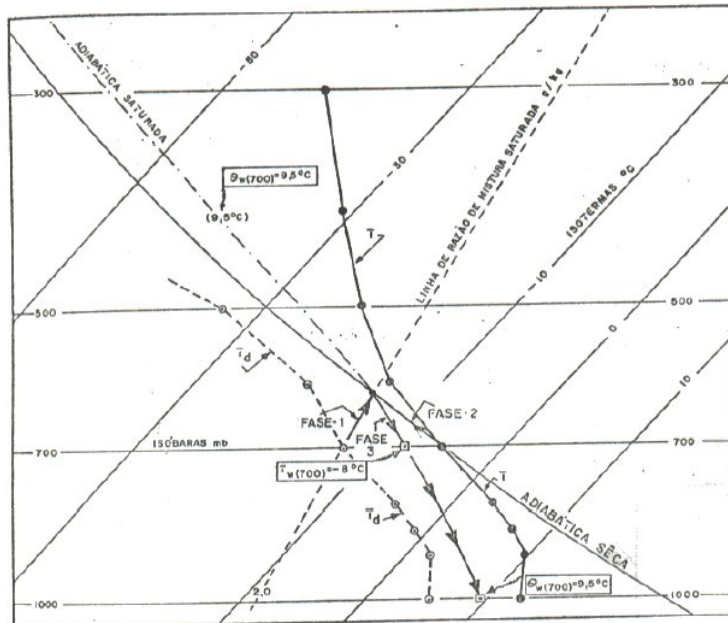 -50
300
300
ADIABÁTICA SATURADA
-30
LINHA DE RAZÃO DE MISTURA SATURADA g/kg
ISOTERMAS °C
θw(700)=9,5°C
(9,5°C)
T
-10
500
500
Td
0
FASE-1
FASE-2
FASE
3
10
ISÓBARAS mb
700
700
Tw(700)=-8°C
T
Td
ADIABÁTICA SÊCA
θw(700)=9,5°C
2,0
1000
1000